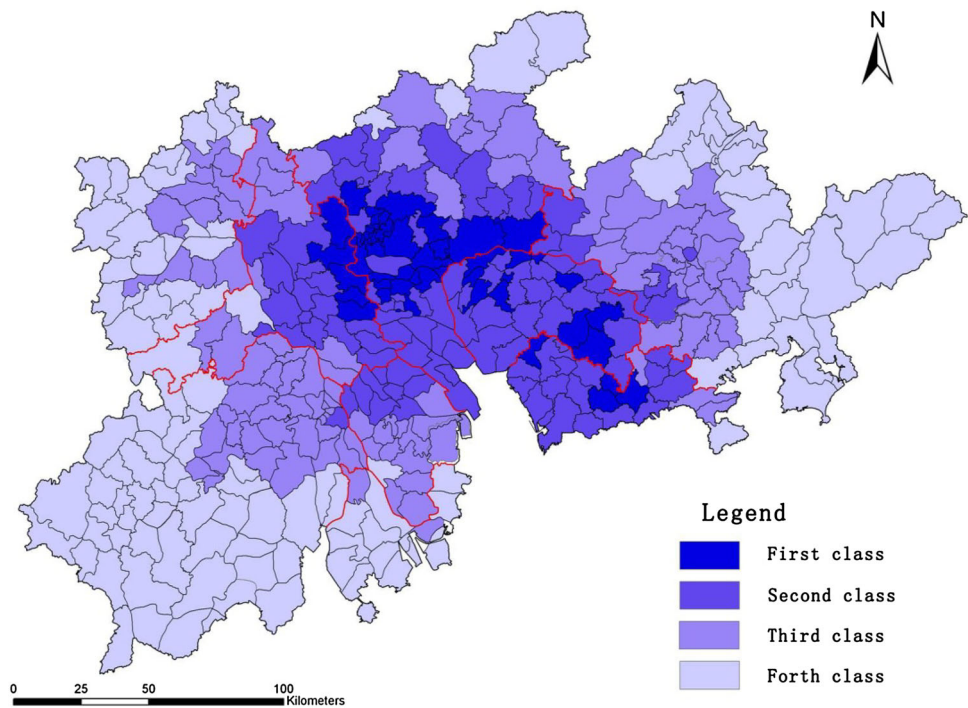 N
Legend
First class
Second class
Third class
Forth class
0 25 50 100
Kilometers